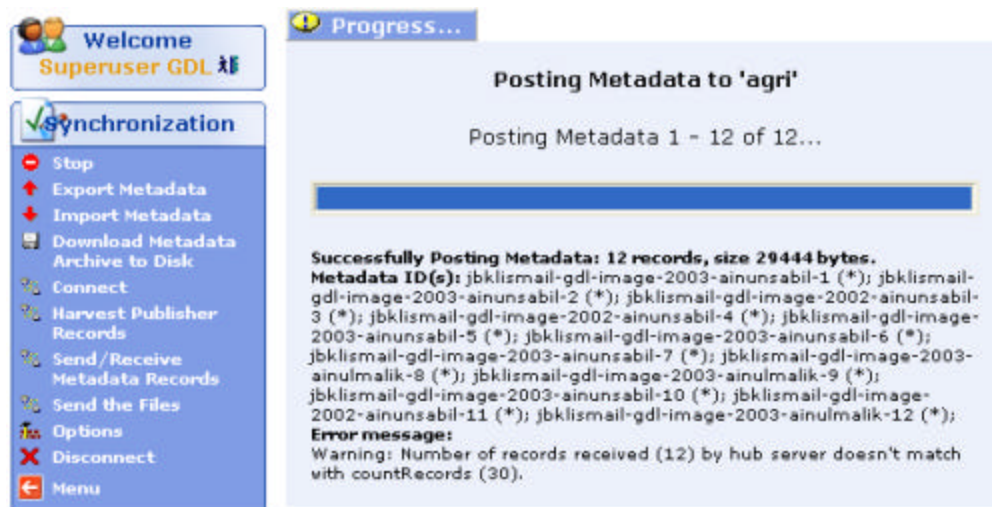 Welcome
Superuser GDL
Synchronization
Stop
Export Metadata
Import Metadata
Download Metadata
Archive to Disk
Connect
Harvest Publisher
Records
Send/Receive
Metadata Records
Send the Files
Options
Disconnect
Menu
Progress...
Posting Metadata to 'agri'
Posting Metadata 1 - 12 of 12...
Successfully Posting Metadata: 12 records, size 29444 bytes.
Metadata ID(s): jbklismail-gdl-image-2003-ainunsabil-1 (*); jbklismail-
gdl-image-2003-ainunsabil-2 (*); jbklismail-gdl-image-2002-ainunsabil-
3 (*); jbklismail-gdl-image-2002-ainunsabil-4 (*); jbklismail-gdl-image-
2003-ainunsabil-5 (*); jbklismail-gdl-image-2003-ainunsabil-6 (*);
jbklismail-gdl-image-2003-ainunsabil-7 (*); jbklismail-gdl-image-2003-
ainulmalik-8 (*); jbklismail-gdl-image-2003-ainulmalik-9 (*);
jbklismail-gdl-image-2003-ainunsabil-10 (*); jbklismail-gdl-image-
2002-ainunsabil-11 (*); jbklismail-gdl-image-2003-ainulmalik-12 (*);
Error message:
Warning: Number of records received (12) by hub server doesn't match
with countRecords (30).